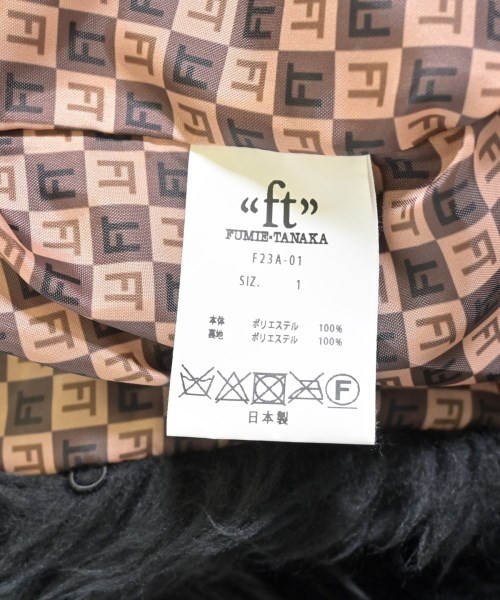 “ft”
FUMIE=TANAKA
F23A-01
SIZ. 1
本体 ポリエステル 100%
裏地 ポリエステル 100%
F
日本製